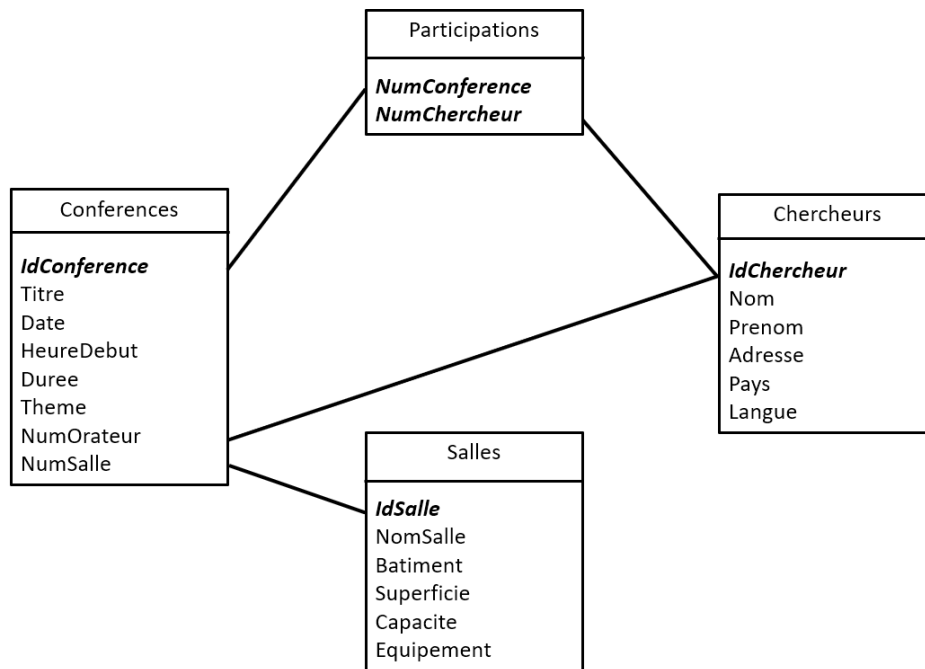 Participations
NumConference
NumChercheur
Conferences
IdConference
Titre
Date
HeureDebut
Duree
Theme
NumOrateur
NumSalle
Chercheurs
IdChercheur
Nom
Prenom
Adresse
Pays
Langue
Salles
IdSalle
NomSalle
Batiment
Superficie
Capacite
Equipement